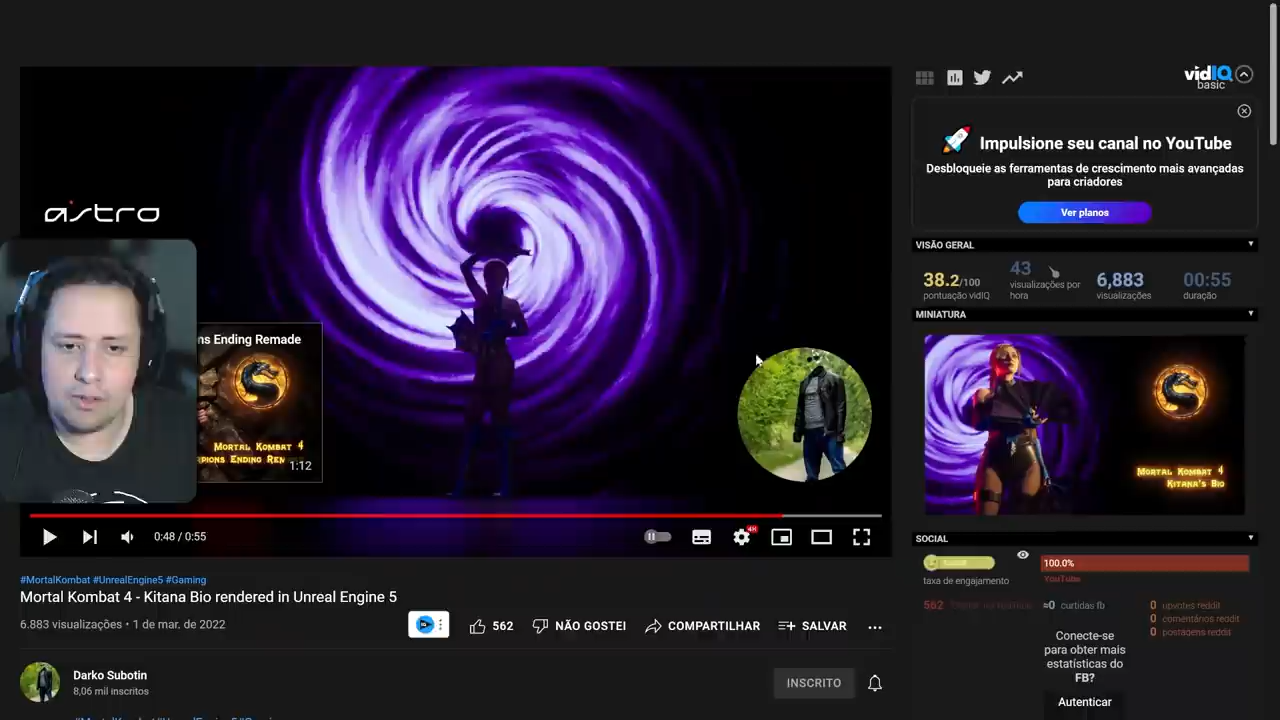 vidIQ
basic
Impulsione seu canal no YouTube
Desbloqueie as ferramentas de crescimento mais avançadas
para criadores
Ver planos
astro
VISÃO GERAL
38.2/100
pontuação vidIQ
43
visualizações por
hora
6,883
visualizações
00:55
duração
MINIATURA
ns Ending Remade
MORTAL KOMBAT 4
PIONS ENDING REM
1:12
MORTAL KOMBAT 4
KITANA'S BIO
0:48 / 0:55
4K
SOCIAL
100.0%
YouTube
taxa de engajamento
562
≈0 curtidas fb
0 upvotes reddit
0 comentários reddit
0 postagens reddit
Conecte-se
para obter mais
estatísticas do
FB?
Autenticar
#MortalKombat #UnrealEngine5 #Gaming
Mortal Kombat 4 - Kitana Bio rendered in Unreal Engine 5
6.883 visualizações • 1 de mar. de 2022
562
NÃO GOSTEI
COMPARTILHAR
SALVAR
Darko Subotin
8,06 mil inscritos
INSCRITO